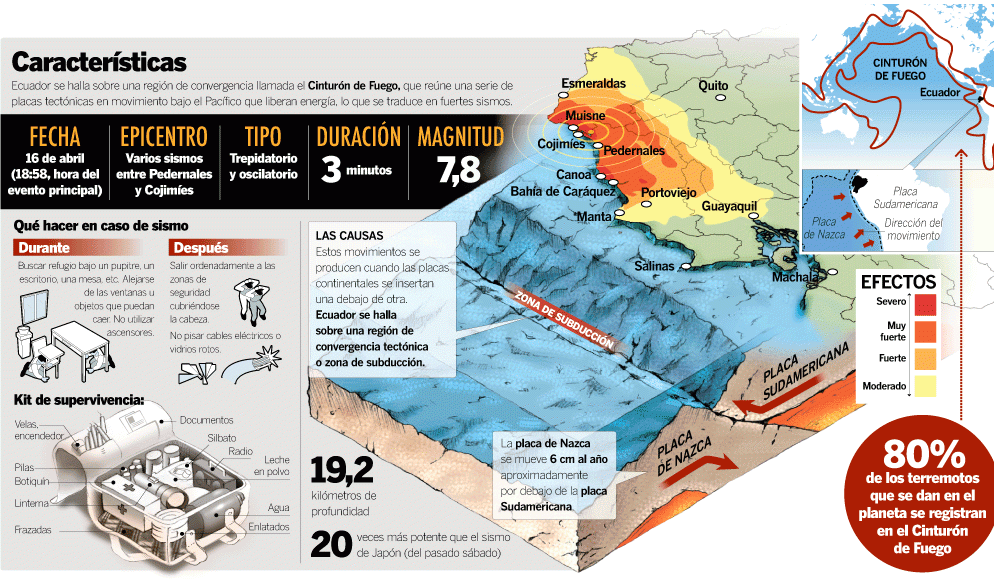 Características
Ecuador se halla sobre una región de convergencia llamada el Cinturón de Fuego, que reúne una serie de
placas tectónicas en movimiento bajo el Pacífico que liberan energía, lo que se traduce en fuertes sismos.
FECHA
16 de abril
(18:58, hora del
evento principal)
EPICENTRO
Varios sismos
entre Pedernales
y Cojimíes
TIPO
Trepidatorio
y oscilatorio
DURACIÓN
3 minutos
MAGNITUD
7,8
Qué hacer en caso de sismo
Durante
Buscar refugio bajo un pupitre, un
escritorio, una mesa, etc. Alejarse
de las ventanas u
objetos que puedan
caer. No utilizar
ascensores.
Después
Salir ordenadamente a las
zonas de
seguridad
cubriéndose
la cabeza.
No pisar cables eléctricos o
vidrios rotos.
Kit de supervivencia:
Velas,
encendedor
Pilas
Botiquín
Linterna
Frazadas
Documentos
Silbato
Radio
Leche
en polvo
Agua
Enlatados
LAS CAUSAS
Estos movimientos se
producen cuando las placas
continentales se insertan
una debajo de otra.
Ecuador se halla
sobre una región de
convergencia tectónica
o zona de subducción.
19,2
kilómetros de
profundidad
20 veces más potente que el sismo
de Japón (del pasado sábado)
Esmeraldas
Quito
Muisne
Cojimíes
Pedernales
Canoa
Bahía de Caráquez
Portoviejo
Manta
Guayaquil
Salinas
Machala
ZONA DE SUBDUCCIÓN
PLACA
SUDAMERICANA
PLACA
DE NAZCA
La placa de Nazca
se mueve 6 cm al año
aproximadamente
por debajo de la placa
Sudamericana.
CINTURÓN
DE FUEGO
Ecuador
Placa
Sudamericana
Placa
de Nazca
Dirección del
movimiento
EFECTOS
Severo
Muy
fuerte
Fuerte
Moderado
80%
de los terremotos
que se dan en el
planeta se registran
en el Cinturón
de Fuego